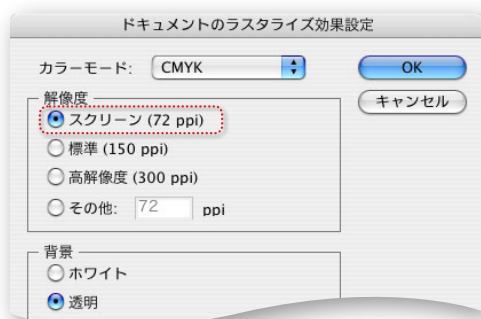 ドキュメントのラスタライズ効果設定
カラーモード: CMYK
OK
キャンセル
解像度
スクリーン (72 ppi)
標準 (150 ppi)
高解像度 (300 ppi)
その他: 72 ppi
背景
ホワイト
透明